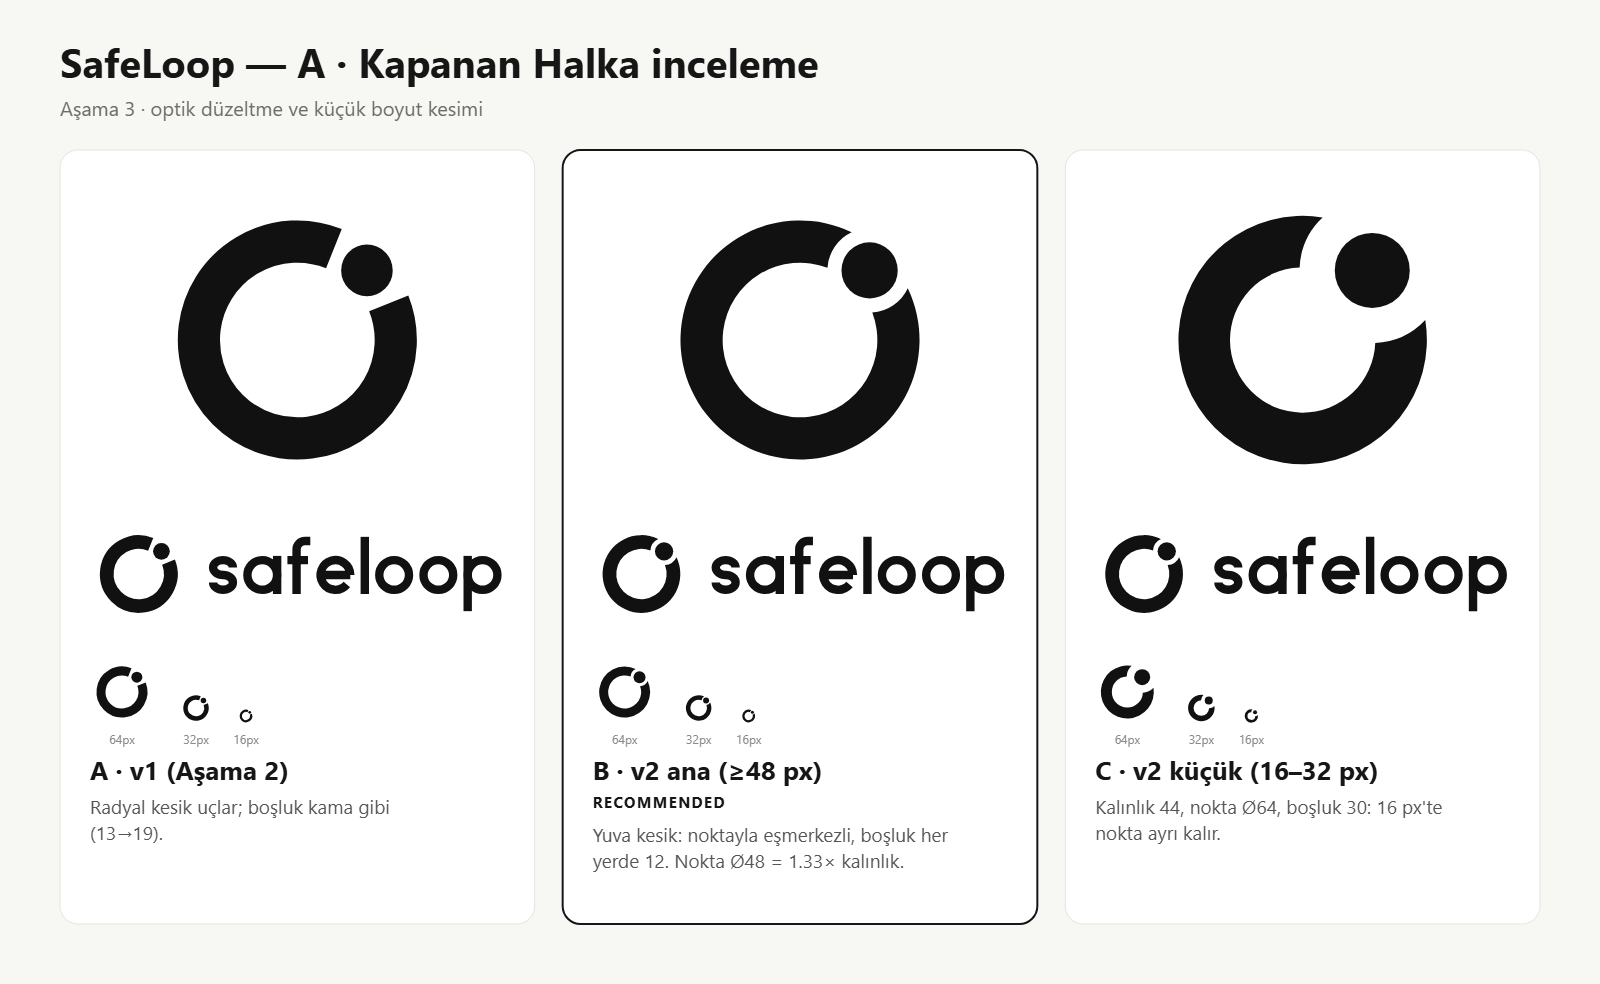 SafeLoop — A · Kapanan Halka inceleme
Aşama 3 · optik düzeltme ve küçük boyut kesimi
safeloop
64px 32px 16px
A · v1 (Aşama 2)
Radyal kesik uçlar; boşluk kama gibi
(13→19).
safeloop
64px 32px 16px
B · v2 ana (≥48 px)
RECOMMENDED
Yuva kesik: noktayla eşmerkezli, boşluk her
yerde 12. Nokta Ø48 = 1.33× kalınlık.
safeloop
64px 32px 16px
C · v2 küçük (16–32 px)
Kalınlık 44, nokta Ø64, boşluk 30: 16 px'te
nokta ayrı kalır.